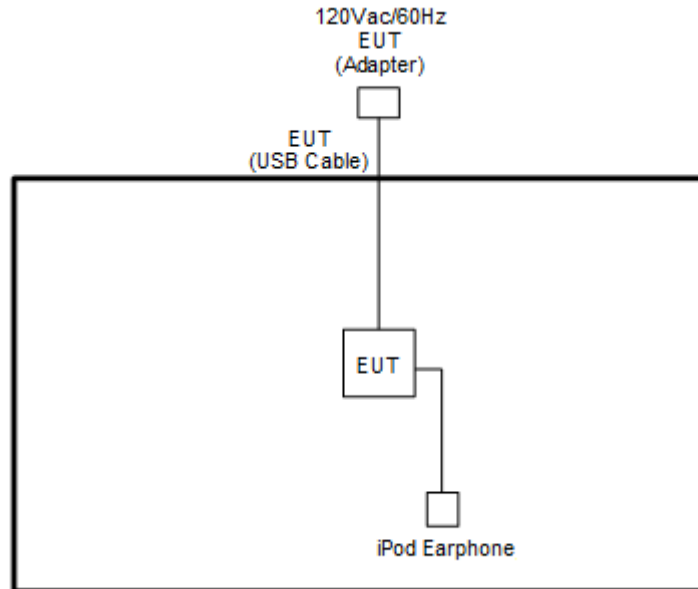 120Vac/60Hz
EUT
(Adapter)
EUT
(USB Cable)
EUT
iPod Earphone